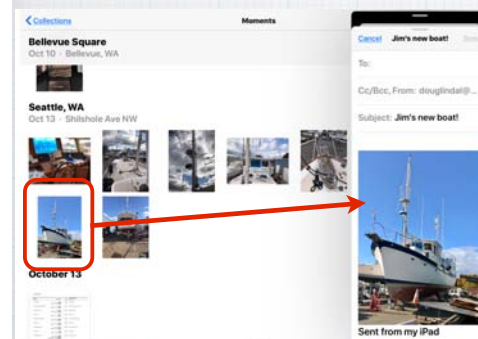 Collections
Moments
Bellevue Square
Oct 10 · Bellevue, WA
Seattle, WA
Oct 13 · Shilshole Ave NW
October 13
Cancel
Jim's new boat!
To:
Cc/Bcc, From: douglindal@...
Subject: Jim's new boat!
Sent from my iPad